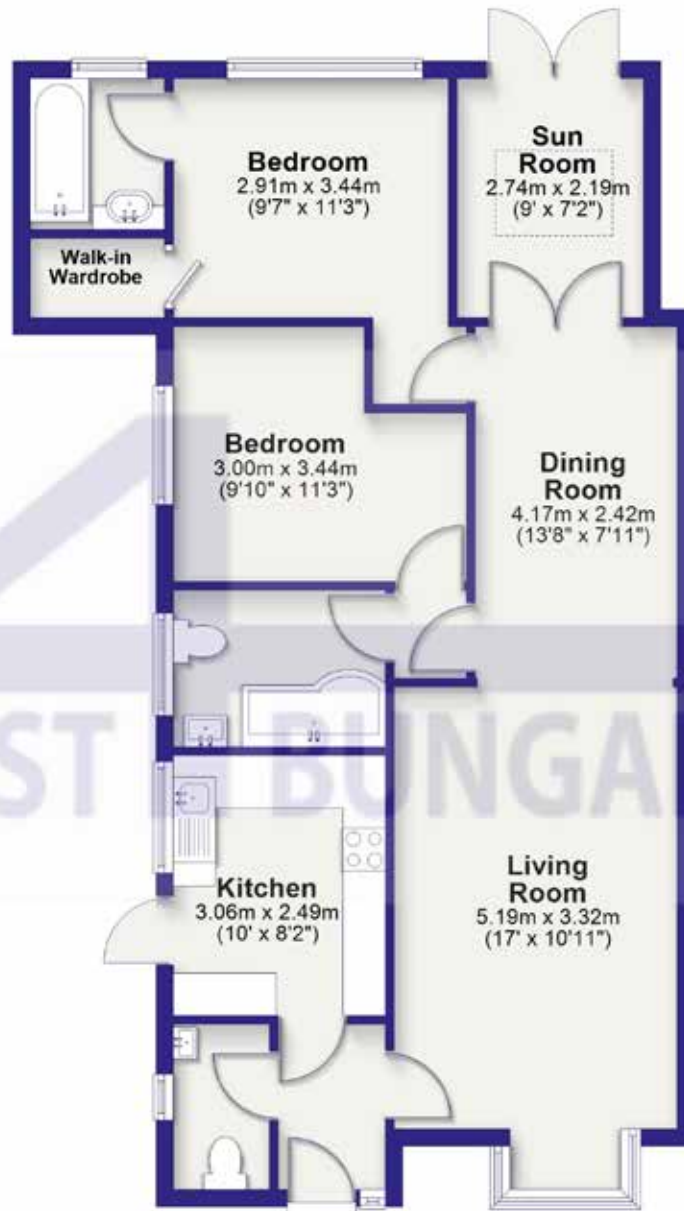 Bedroom
2.91m x 3.44m
(9'7" x 11'3")
Sun
Room
2.74m x 2.19m
(9' x 7'2")
Walk-in
Wardrobe
Bedroom
3.00m x 3.44m
(9'10" x 11'3")
Dining
Room
4.17m x 2.42m
(13'8" x 7'11")
ST BUNGA
Kitchen
3.06m x 2.49m
(10' x 8'2")
Living
Room
5.19m x 3.32m
(17' x 10'11")